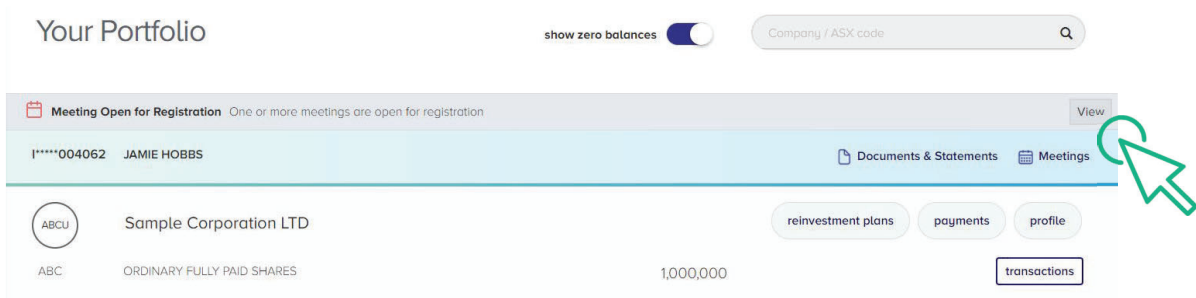 Your Portfolio show zero balances Company / ASX code
Meeting Open for Registration One or more meetings are open for registration View
I*****004062 JAMIE HOBBS Documents & Statements Meetings
ABCU Sample Corporation LTD reinvestment plans payments profile
ABC ORDINARY FULLY PAID SHARES 1,000,000 transactions